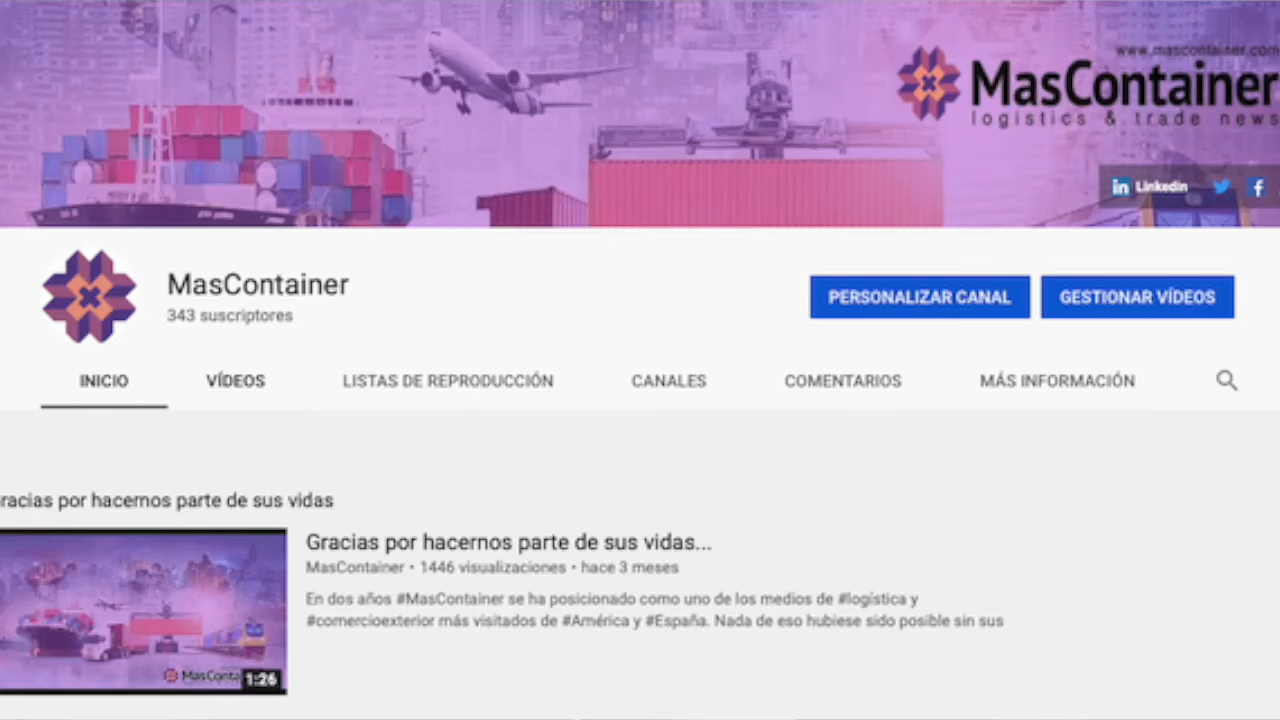 www.mascontainer.com
MasContainer
logistics & trade news
in Linkedin
MasContainer
343 suscriptores
PERSONALIZAR CANAL
GESTIONAR VÍDEOS
INICIO VÍDEOS LISTAS DE REPRODUCCIÓN CANALES COMENTARIOS MÁS INFORMACIÓN
racias por hacernos parte de sus vidas
Gracias por hacernos parte de sus vidas...
MasContainer • 1446 visualizaciones • hace 3 meses
En dos años #MasContainer se ha posicionado como uno de los medios de #logística y
#comercioexterior más visitados de #América y #España. Nada de eso hubiese sido posible sin sus
MasConta
1:26